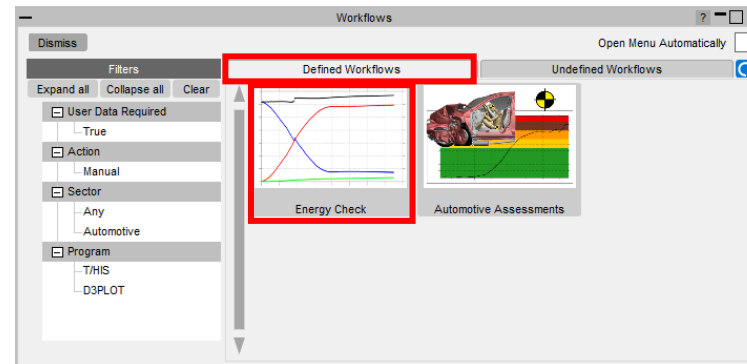 Workflows
?
Dismiss
Open Menu Automatically
Filters
Defined Workflows
Undefined Workflows
Expand all
Collapse all
Clear
User Data Required
True
Action
Manual
Sector
Any
Automotive
Program
T/HIS
D3PLOT
Energy Check
Automotive Assessments